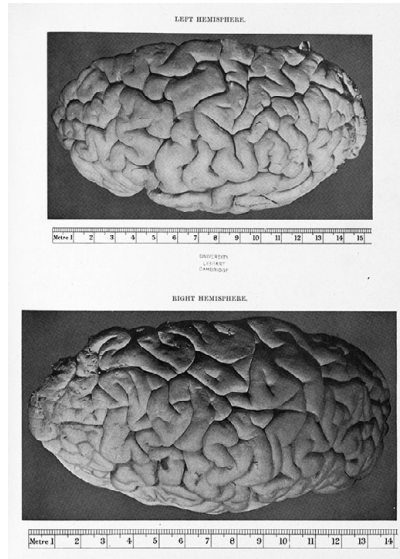 LEFT HEMISPHERE.
Metre 1 2 3 4 5 6 7 8 9 10 11 12 13 14 15
UNIVERSITY
LIBRARY
CAMBRIDGE
RIGHT HEMISPHERE.
Metre 1 2 3 4 5 6 7 8 9 10 11 12 13 14